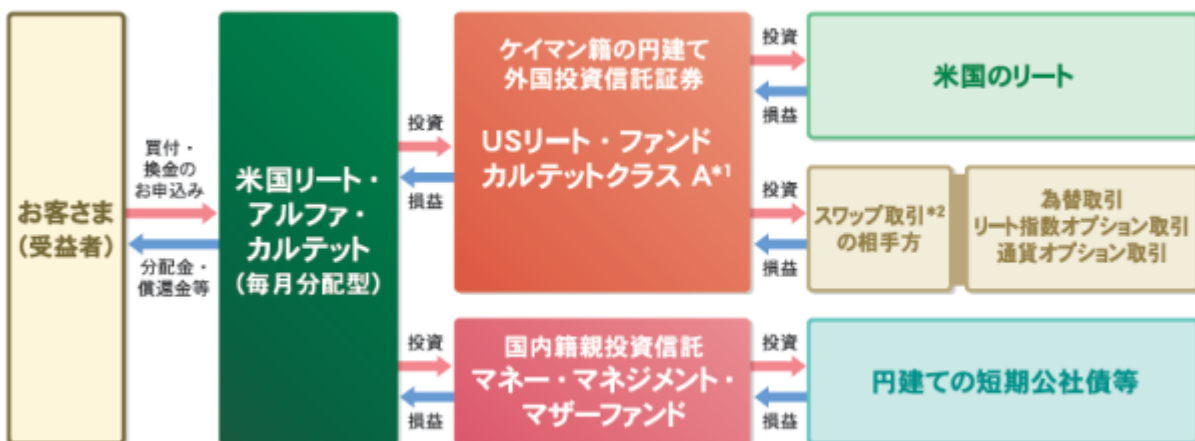 お客さま
(受益者)
買付・
換金の
お申込み
分配金・
償還金等
米国リート・
アルファ・
カルテット
(毎月分配型)
投資
損益
ケイマン籍の円建て
外国投資信託証券
USリート・ファンド
カルテットクラス A*1
投資
損益
米国のリート
投資
損益
スワップ取引*2
の相手方
為替取引
リート指数オプション取引
通貨オプション取引
投資
損益
国内籍親投資信託
マネー・マネジメント・
マザーファンド
投資
損益
円建ての短期公社債等